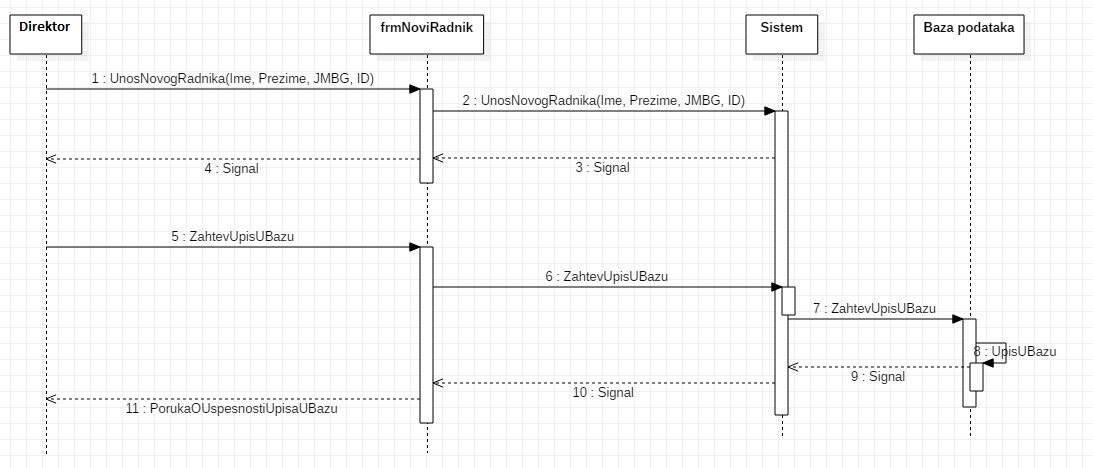 Direktor
frmNoviRadnik
Sistem
Baza podataka
1 : UnosNovogRadnika(Ime, Prezime, JMBG, ID)
2 : UnosNovogRadnika(Ime, Prezime, JMBG, ID)
3 : Signal
4 : Signal
5 : ZahtevUpisUBazu
6 : ZahtevUpisUBazu
7 : ZahtevUpisUBazu
8 : UpisUBazu
9 : Signal
10 : Signal
11 : PorukaOUspesnostiUpisaUBazu